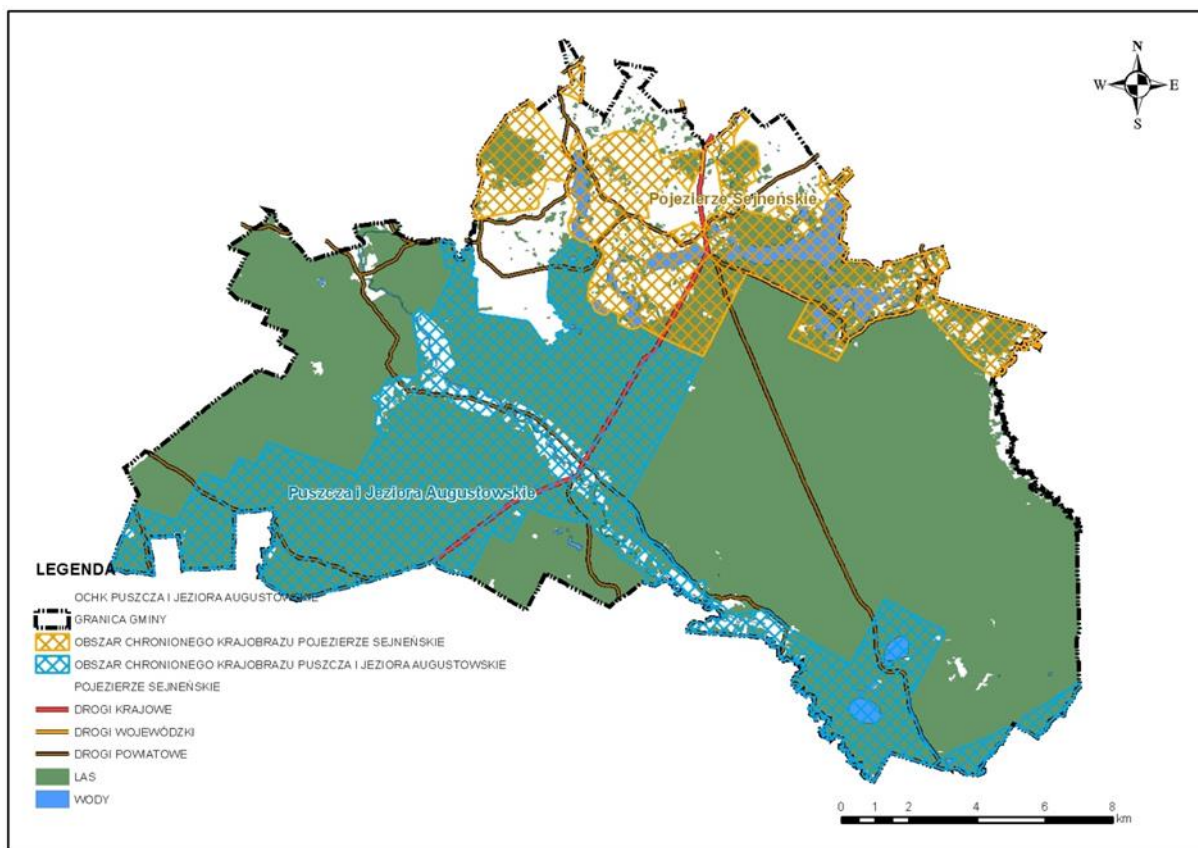 N
W E
S
Pojezierze Sejneńskie
Puszcza i Jeziora Augustowskie
LEGENDA
OCHK PUSZCZA I JEZIORA AUGUSTOWSKIE
GRANICA GMINY
OBSZAR CHRONIONEGO KRAJOBRAZU POJEZIERZE SEJNEŃSKIE
OBSZAR CHRONIONEGO KRAJOBRAZU PUSZCZA I JEZIORA AUGUSTOWSKIE
POJEZIERZE SEJNEŃSKIE
DROGI KRAJOWE
DROGI WOJEWÓDZKI
DROGI POWIATOWE
LAS
WODY
0 1 2 4 6 8
km